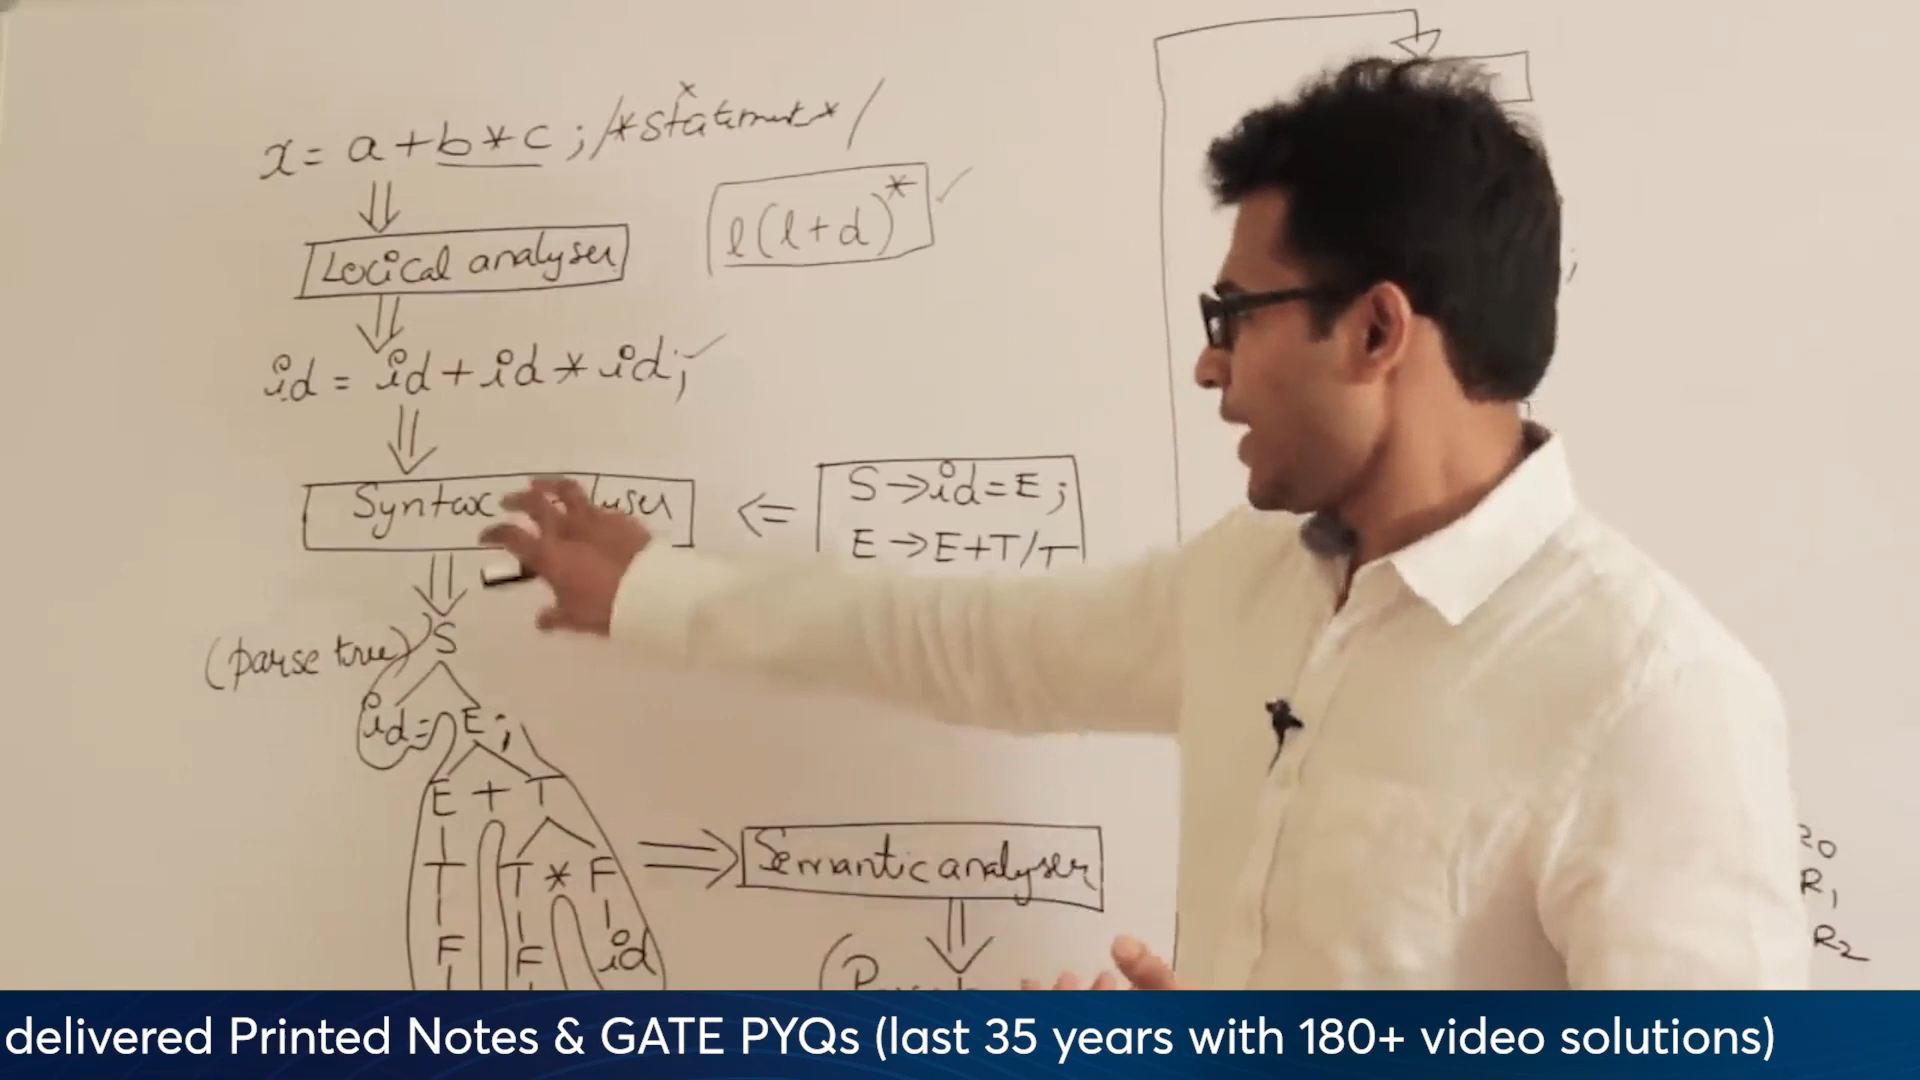 x = a + b * c ; /* statement */
l(l+d)*
Locical analyser
id = id + id * id;
Syntax
S → id = E ;
E → E + T / T
(parse tree)
S
id = E ;
E + T
T T * F
F F id
Semantic analyser
R1
R2
delivered Printed Notes & GATE PYQs (last 35 years with 180+ video solutions)